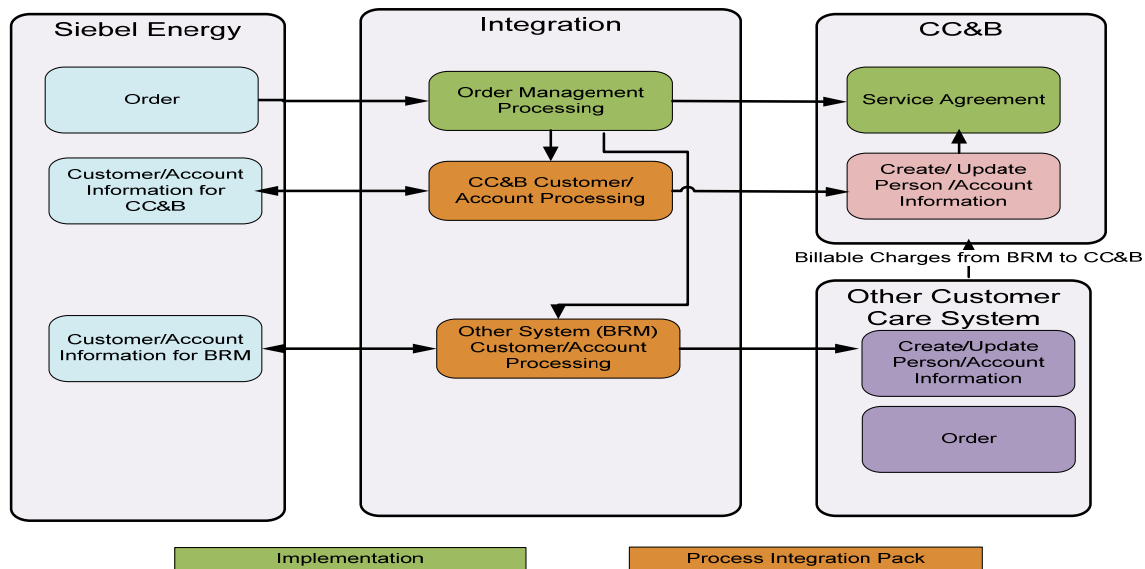 Siebel Energy
Order
Customer/Account
Information for
CC&B
Customer/Account
Information for BRM
Integration
Order Management
Processing
CC&B Customer/
Account Processing
Other System (BRM)
Customer/Account
Processing
CC&B
Service Agreement
Create/ Update
Person /Account
Information
Billable Charges from BRM to CC&B
Other Customer
Care System
Create/Update
Person/Account
Information
Order
Implementation
Process Integration Pack